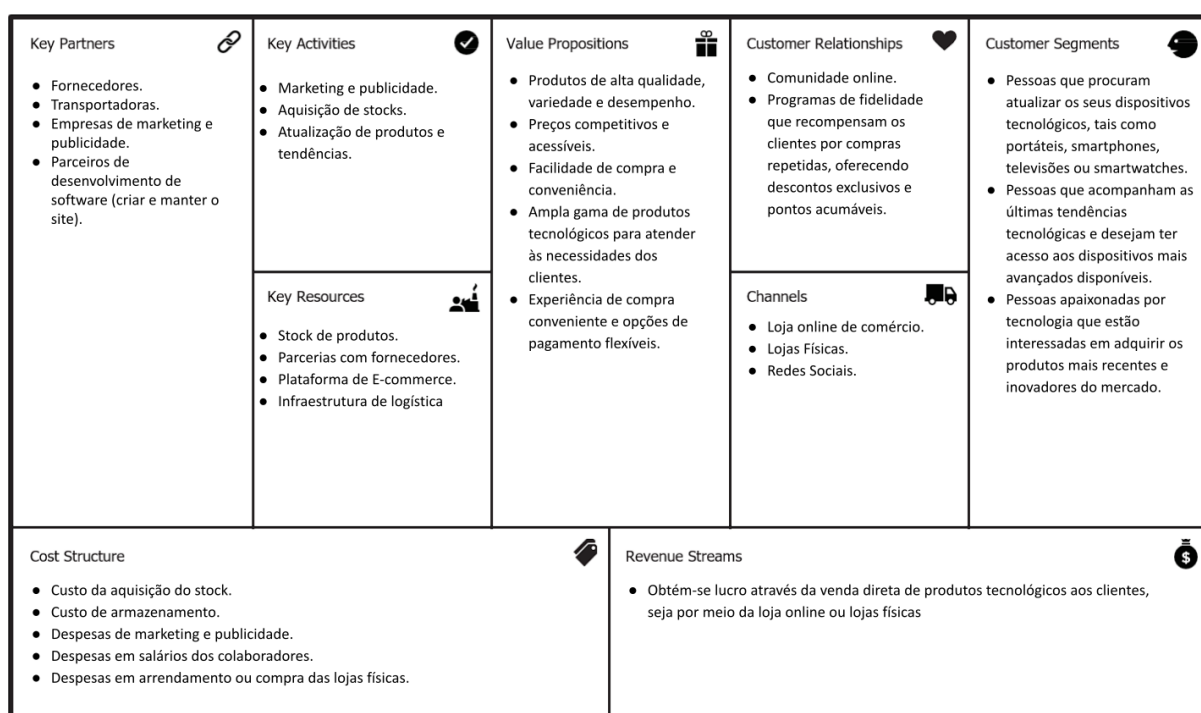 Key Partners
● Fornecedores.
● Transportadoras.
● Empresas de marketing e
publicidade.
● Parceiros de
desenvolvimento de
software (criar e manter o
site).
Key Activities
● Marketing e publicidade.
● Aquisição de stocks.
● Atualização de produtos e
tendências.
Key Resources
● Stock de produtos.
● Parcerias com fornecedores.
● Plataforma de E-commerce.
● Infraestrutura de logística
Value Propositions
● Produtos de alta qualidade,
variedade e desempenho.
● Preços competitivos e
acessíveis.
● Facilidade de compra e
conveniência.
● Ampla gama de produtos
tecnológicos para atender
às necessidades dos
clientes.
● Experiência de compra
conveniente e opções de
pagamento flexíveis.
Customer Relationships
● Comunidade online.
● Programas de fidelidade
que recompensam os
clientes por compras
repetidas, oferecendo
descontos exclusivos e
pontos acumáveis.
Channels
● Loja online de comércio.
● Lojas Físicas.
● Redes Sociais.
Customer Segments
● Pessoas que procuram
atualizar os seus dispositivos
tecnológicos, tais como
portáteis, smartphones,
televisões ou smartwatches.
● Pessoas que acompanham as
últimas tendências
tecnológicas e desejam ter
acesso aos dispositivos mais
avançados disponíveis.
● Pessoas apaixonadas por
tecnologia que estão
interessadas em adquirir os
produtos mais recentes e
inovadores do mercado.
Cost Structure
● Custo da aquisição do stock.
● Custo de armazenamento.
● Despesas de marketing e publicidade.
● Despesas em salários dos colaboradores.
● Despesas em arrendamento ou compra das lojas físicas.
Revenue Streams
$
● Obtém-se lucro através da venda direta de produtos tecnológicos aos clientes,
seja por meio da loja online ou lojas físicas